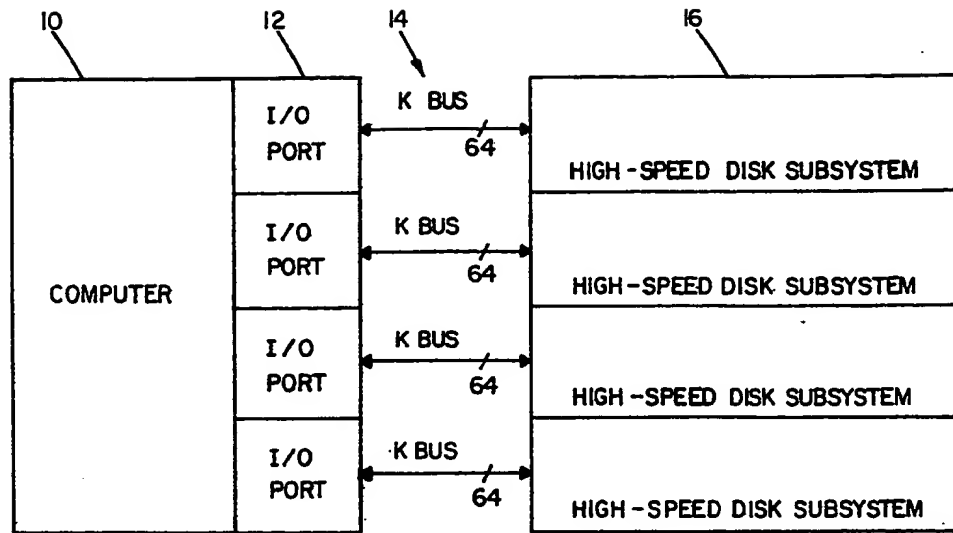 10
12
14
16
I/O
PORT
K BUS
64
HIGH-SPEED DISK SUBSYSTEM
I/O
PORT
K BUS
64
HIGH-SPEED DISK SUBSYSTEM
COMPUTER
I/O
PORT
K BUS
64
HIGH-SPEED DISK SUBSYSTEM
I/O
PORT
K BUS
64
HIGH-SPEED DISK SUBSYSTEM